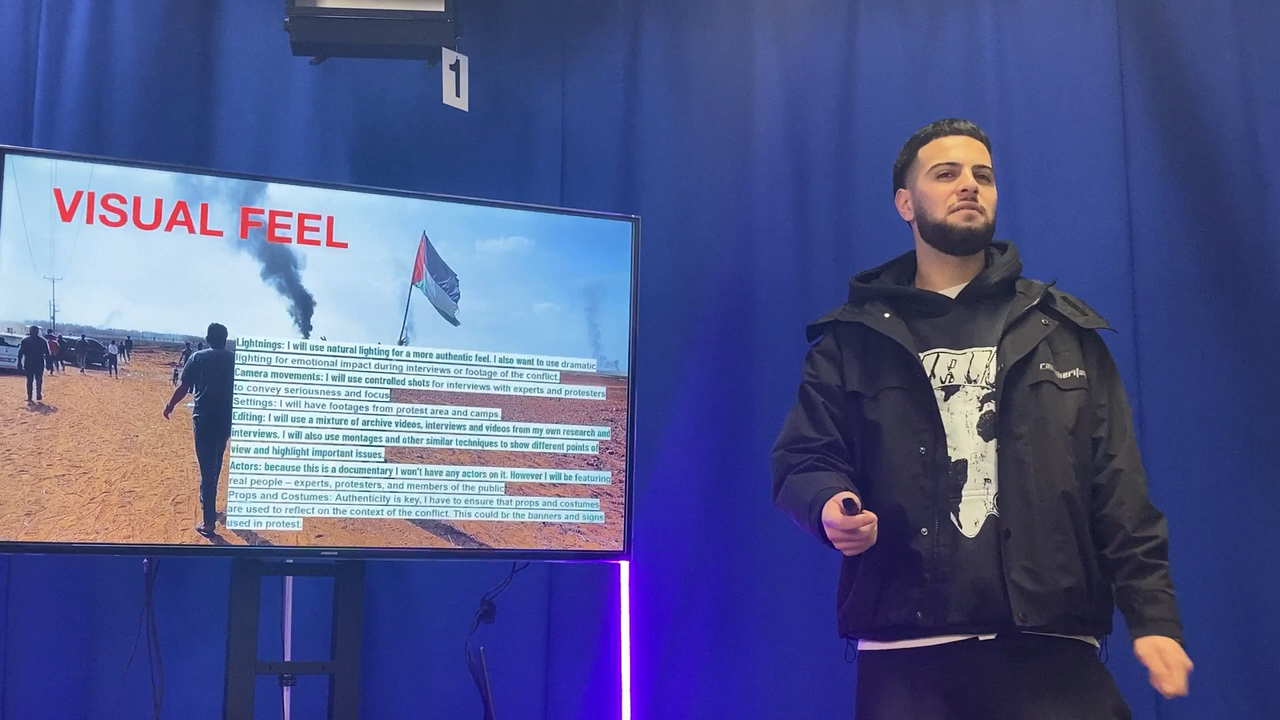 1
VISUAL FEEL
Lightnings: I will use natural lighting for a more authentic feel. I also want to use dramatic
lighting for emotional impact during interviews or footage of the conflict.
Camera movements: I will use controlled shots for interviews with experts and protesters
to convey seriousness and focus
Settings: I will have footages from protest area and camps.
Editing: I will use a mixture of archive videos, interviews and videos from my own research and
interviews. I will also use montages and other similar techniques to show different points of
view and highlight important issues.
Actors: because this is a documentary I won't have any actors on it. However I will be featuring
real people – experts, protesters, and members of the public
Props and Costumes: Authenticity is key, I have to ensure that props and costumes
are used to reflect on the context of the conflict. This could br the banners and signs
used in protest.